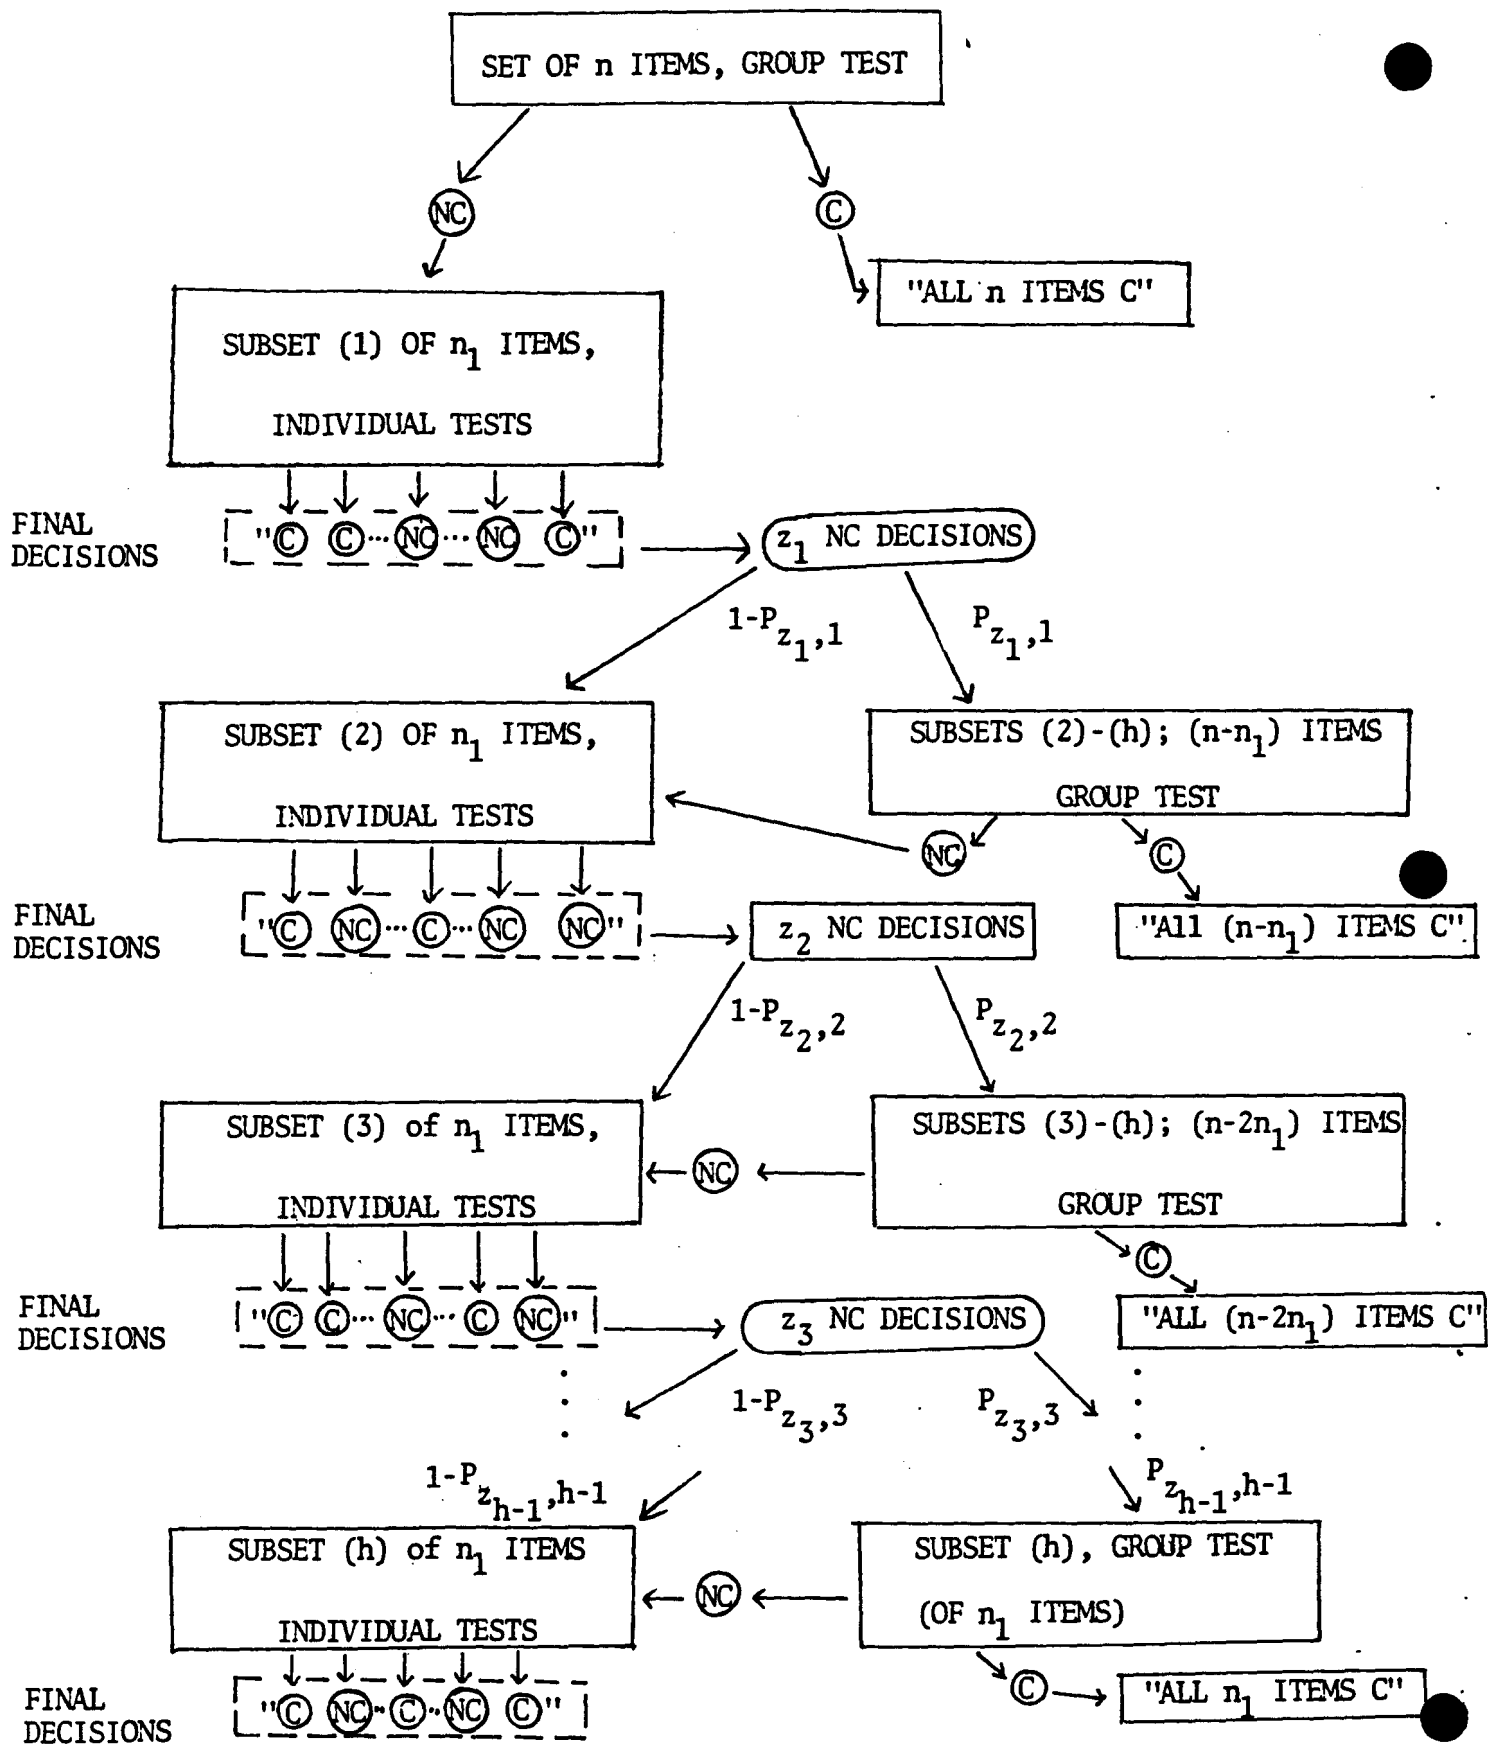 SET OF n ITEMS, GROUP TEST
NC
C
"ALL n ITEMS C"
SUBSET (1) OF n1 ITEMS,
INDIVIDUAL TESTS
FINAL
DECISIONS
"C C ... NC ... NC C"
z1 NC DECISIONS
1-Pz1,1
Pz1,1
SUBSET (2) OF n1 ITEMS,
INDIVIDUAL TESTS
SUBSETS (2)-(h); (n-n1) ITEMS
GROUP TEST
NC
C
FINAL
DECISIONS
"C NC ... C ... NC NC"
z2 NC DECISIONS
"All (n-n1) ITEMS C"
1-Pz2,2
Pz2,2
SUBSET (3) of n1 ITEMS,
INDIVIDUAL TESTS
NC
SUBSETS (3)-(h); (n-2n1) ITEMS
GROUP TEST
C
FINAL
DECISIONS
"C C ... NC ... C NC"
z3 NC DECISIONS
"ALL (n-2n1) ITEMS C"
1-Pz3,3
Pz3,3
1-Pzh-1,h-1
Pzh-1,h-1
SUBSET (h) of n1 ITEMS
INDIVIDUAL TESTS
NC
SUBSET (h), GROUP TEST
(OF n1 ITEMS)
C
"ALL n1 ITEMS C"
FINAL
DECISIONS
"C NC .. C .. NC C"